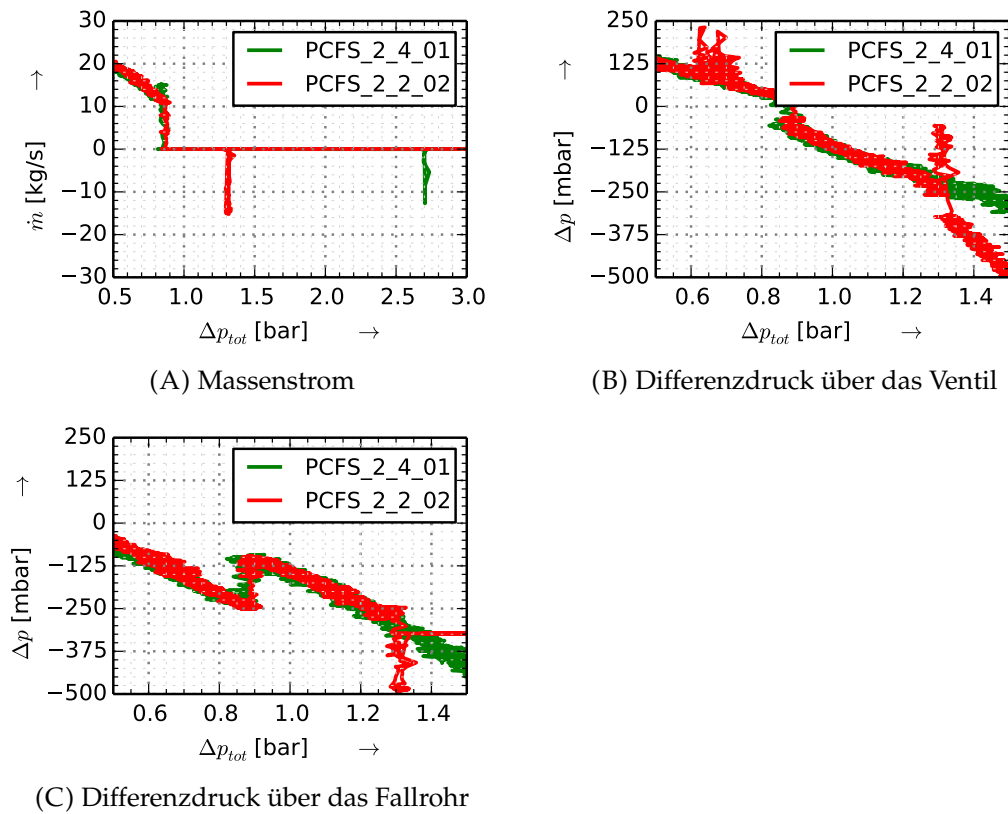 30
20
10
0
−10
−20
−30
ṁ [kg/s] →
PCFS_2_4_01
PCFS_2_2_02
0.5 1.0 1.5 2.0 2.5 3.0
Δp_tot [bar] →
(A) Massenstrom
250
125
0
−125
−250
−375
−500
Δp [mbar] →
PCFS_2_4_01
PCFS_2_2_02
0.6 0.8 1.0 1.2 1.4
Δp_tot [bar] →
(B) Differenzdruck über das Ventil
250
125
0
−125
−250
−375
−500
Δp [mbar] →
PCFS_2_4_01
PCFS_2_2_02
0.6 0.8 1.0 1.2 1.4
Δp_tot [bar] →
(C) Differenzdruck über das Fallrohr